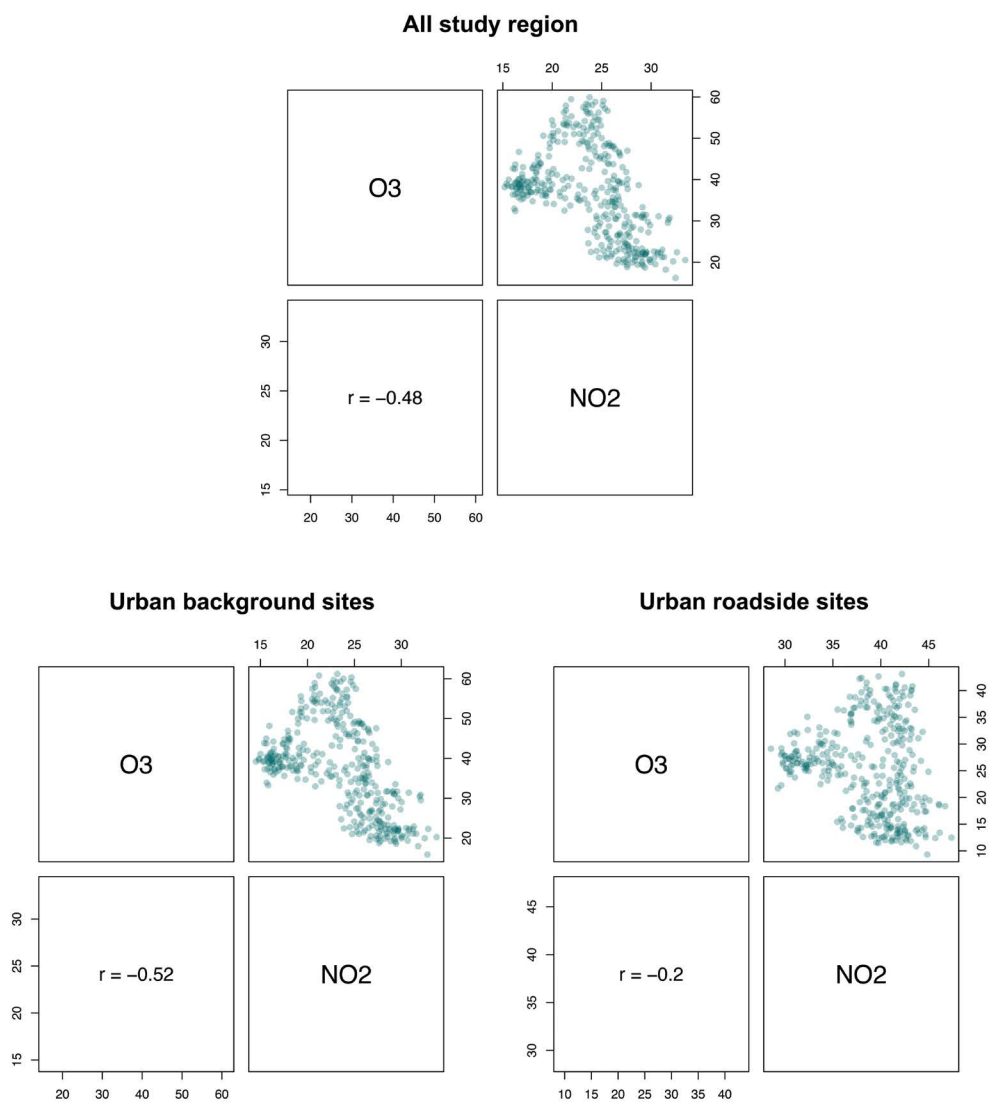 All study region
15 20 25 30
O3
60
50
40
30
20
30
25
20
15
r = −0.48
NO2
20 30 40 50 60
Urban background sites
15 20 25 30
O3
60
50
40
30
20
30
25
20
15
r = −0.52
NO2
20 30 40 50 60
Urban roadside sites
30 35 40 45
O3
40
35
30
25
20
15
10
45
40
35
30
r = −0.2
NO2
10 15 20 25 30 35 40